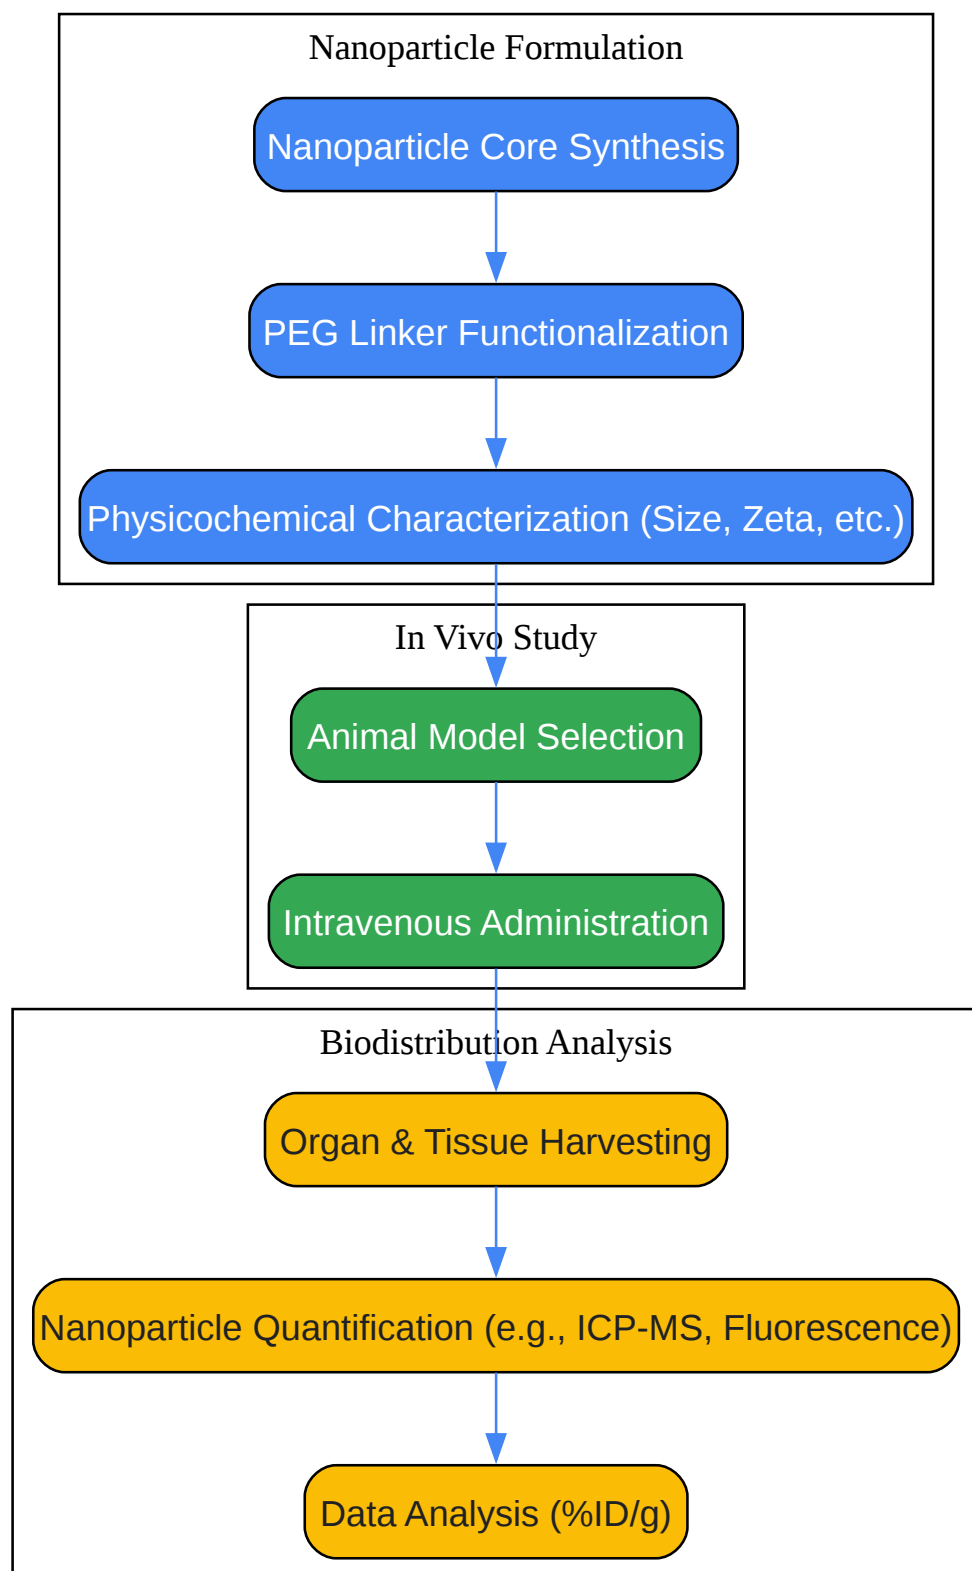 Nanoparticle Formulation
Nanoparticle Core Synthesis
PEG Linker Functionalization
Physicochemical Characterization (Size, Zeta, etc.)
In Vivo Study
Animal Model Selection
Intravenous Administration
Biodistribution Analysis
Organ & Tissue Harvesting
Nanoparticle Quantification (e.g., ICP-MS, Fluorescence)
Data Analysis (%ID/g)